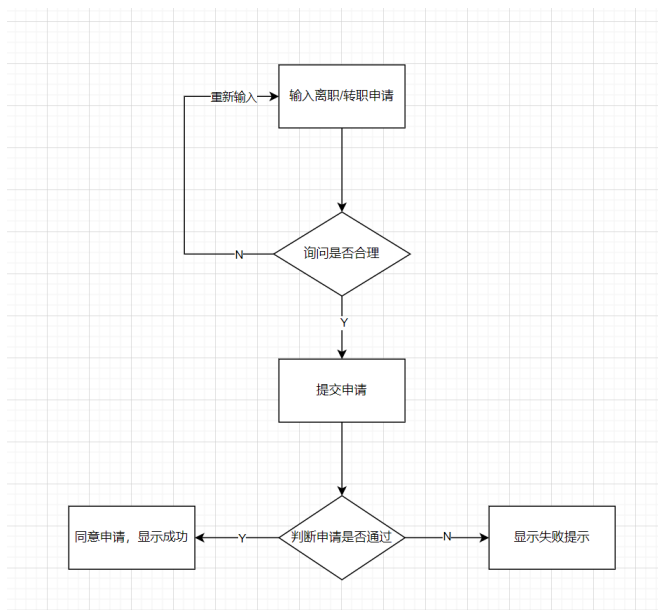 重新输入
输入离职/转职申请
询问是否合理
N
Y
提交申请
同意申请，显示成功
Y
判断申请是否通过
N
显示失败提示